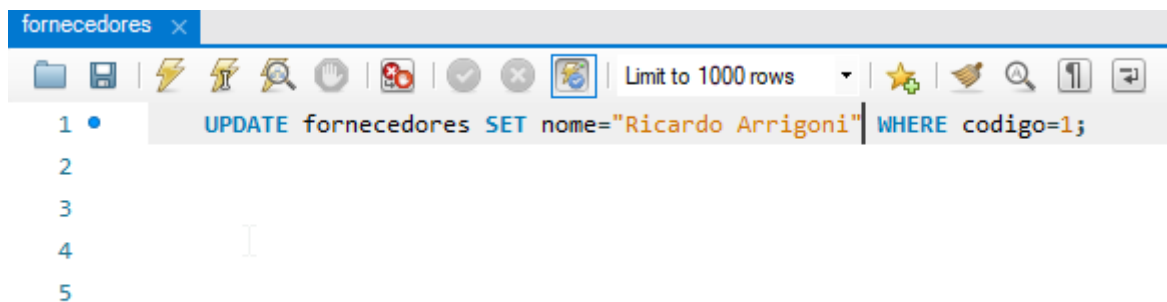 fornecedores
Limit to 1000 rows
1 UPDATE fornecedores SET nome="Ricardo Arrigoni" WHERE codigo=1;
2
3
4
5